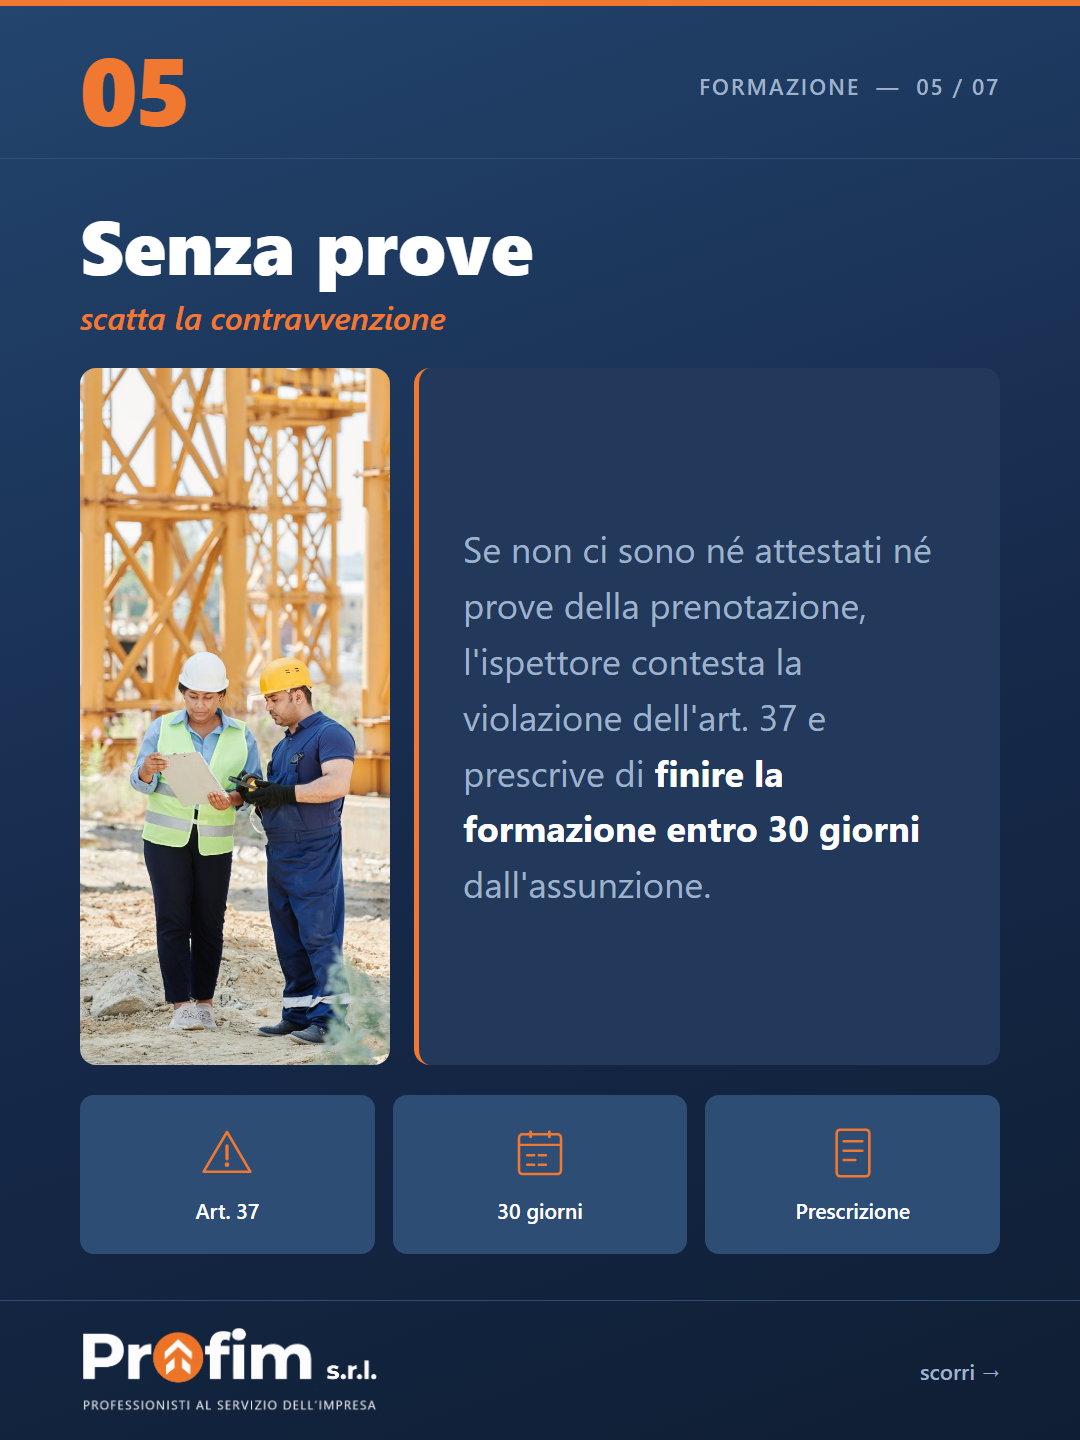 05
FORMAZIONE — 05 / 07
Senza prove
scatta la contravvenzione
Se non ci sono né attestati né
prove della prenotazione,
l'ispettore contesta la
violazione dell'art. 37 e
prescrive di finire la
formazione entro 30 giorni
dall'assunzione.
Art. 37
30 giorni
Prescrizione
Profim s.r.l.
PROFESSIONISTI AL SERVIZIO DELL'IMPRESA
scorri →